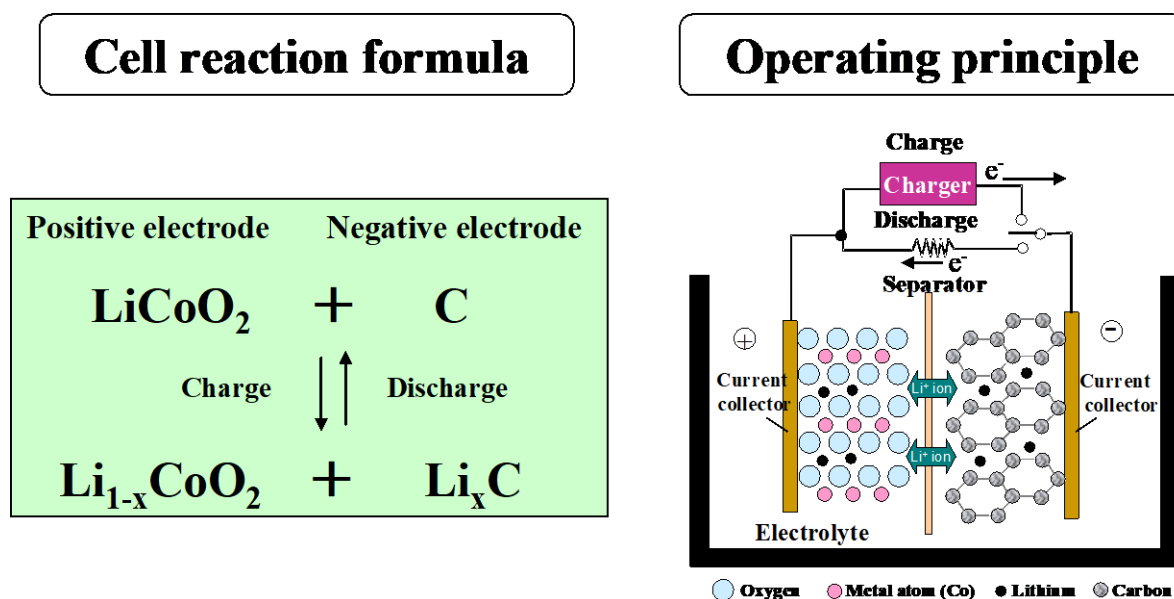 Cell reaction formula
Operating principle
Positive electrode Negative electrode
LiCoO₂ + C
Charge Discharge
Li₁₋ₓCoO₂ + LiₓC
Charge
e⁻
Charger
Discharge
e⁻
Separator
+
-
Current
collector
Li⁺ ion
Current
collector
Li⁺ ion
Electrolyte
Oxygen Metal atom (Co) Lithium Carbon